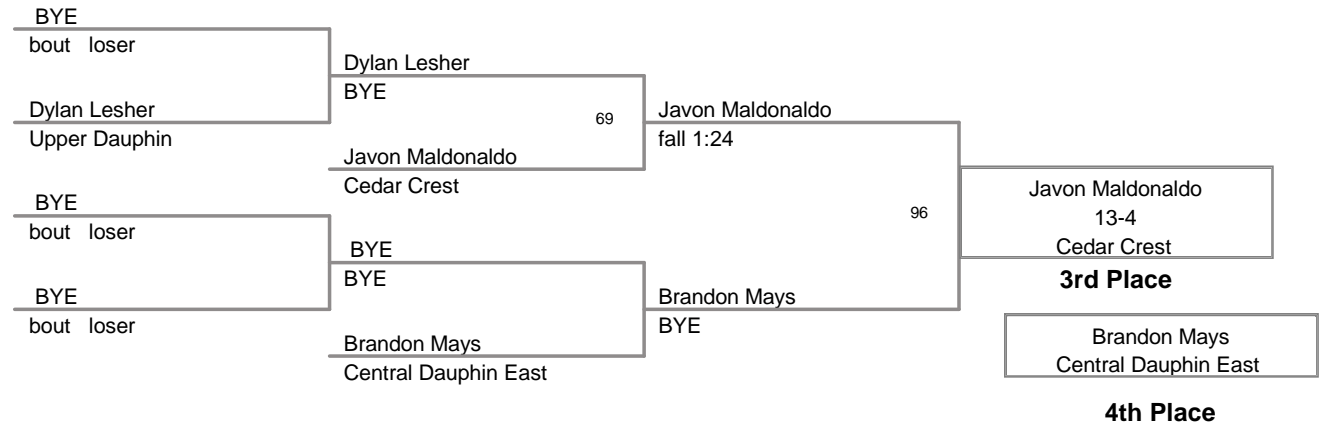 BYE
bout loser
Dylan Lesher
BYE
Dylan Lesher
Upper Dauphin
69
Javon Maldonaldo
fall 1:24
Javon Maldonaldo
Cedar Crest
BYE
bout loser
96
Javon Maldonaldo
13-4
Cedar Crest
3rd Place
BYE
BYE
BYE
bout loser
Brandon Mays
BYE
Brandon Mays
Central Dauphin East
Brandon Mays
Central Dauphin East
4th Place